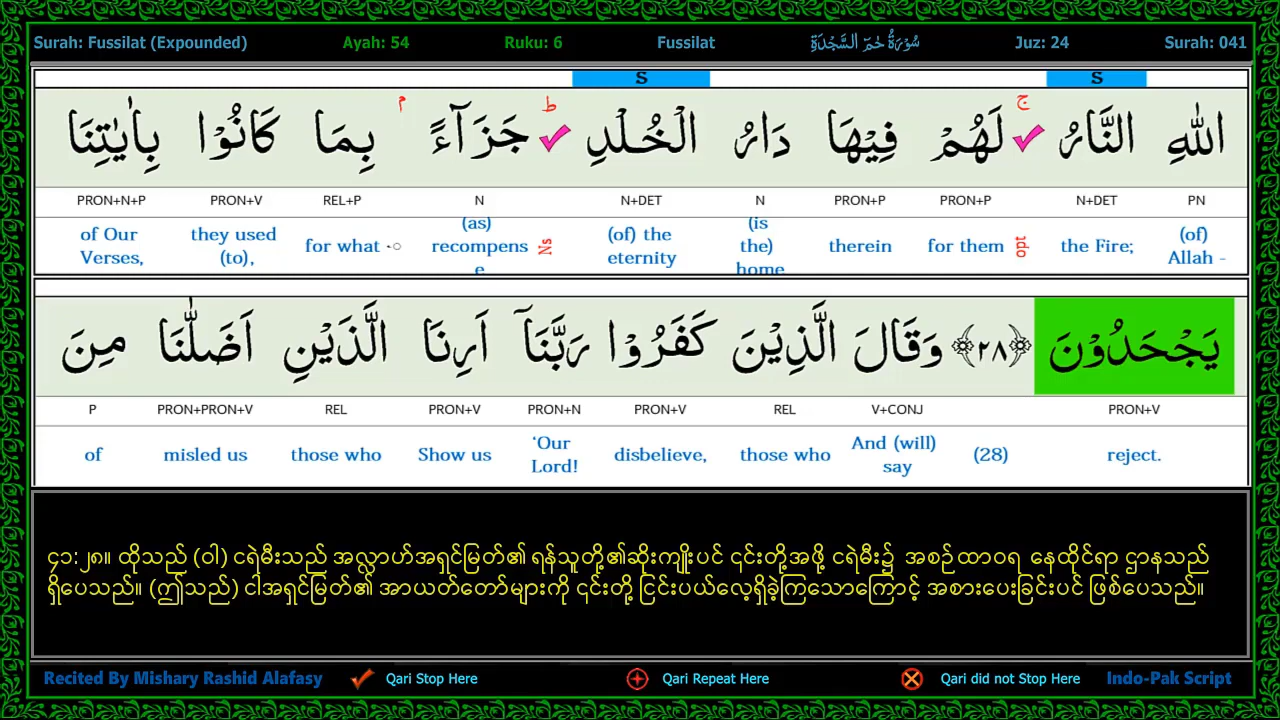 Surah: Fussilat (Expounded) Ayah: 54 Ruku: 6 Fussilat سُوْرَةُ حٰمٓ السَّجْدَةِ Juz: 24 Surah: 041
S S
اللّٰهِ النَّارُ ۚ لَهُمْ فِيْهَا دَارُ الْخُلْدِ ؕ جَزَآءًۢ بِمَا كَانُوْا بِاٰيٰتِنَا
PN N+DET PRON+P PRON+P N N+DET N REL+P PRON+V PRON+N+P
(of) Allah - the Fire; opt for them therein (is the) home (of) the eternity Ns (as) recompense for what they used (to), of Our Verses,
يَجْحَدُوْنَ ﴿۲۸﴾ وَقَالَ الَّذِيْنَ كَفَرُوْا رَبَّنَاۤ اَرِنَا الَّذَيْنِ اَضَلّٰنَا مِنَ
PRON+V V+CONJ REL PRON+V PRON+N PRON+V REL PRON+PRON+V P
reject. (28) And (will) say those who disbelieve, ‘Our Lord! Show us those who misled us of
၄၁:၂၈။ ထိုသည် (ဝါ) ငရဲမီးသည် အလ္လာဟ်အရှင်မြတ်၏ ရန်သူတို့၏ဆိုးကျိုးပင် ၎င်းတို့အဖို့ ငရဲမီး၌ အစဉ်ထာဝရ နေထိုင်ရာ ဌာနသည်
ရှိပေသည်။ (ဤသည်) ငါအရှင်မြတ်၏ အာယတ်တော်များကို ၎င်းတို့ ငြင်းပယ်လေ့ရှိခဲ့ကြသောကြောင့် အစားပေးခြင်းပင် ဖြစ်ပေသည်။
Recited By Mishary Rashid Alafasy Qari Stop Here Qari Repeat Here Qari did not Stop Here Indo-Pak Script